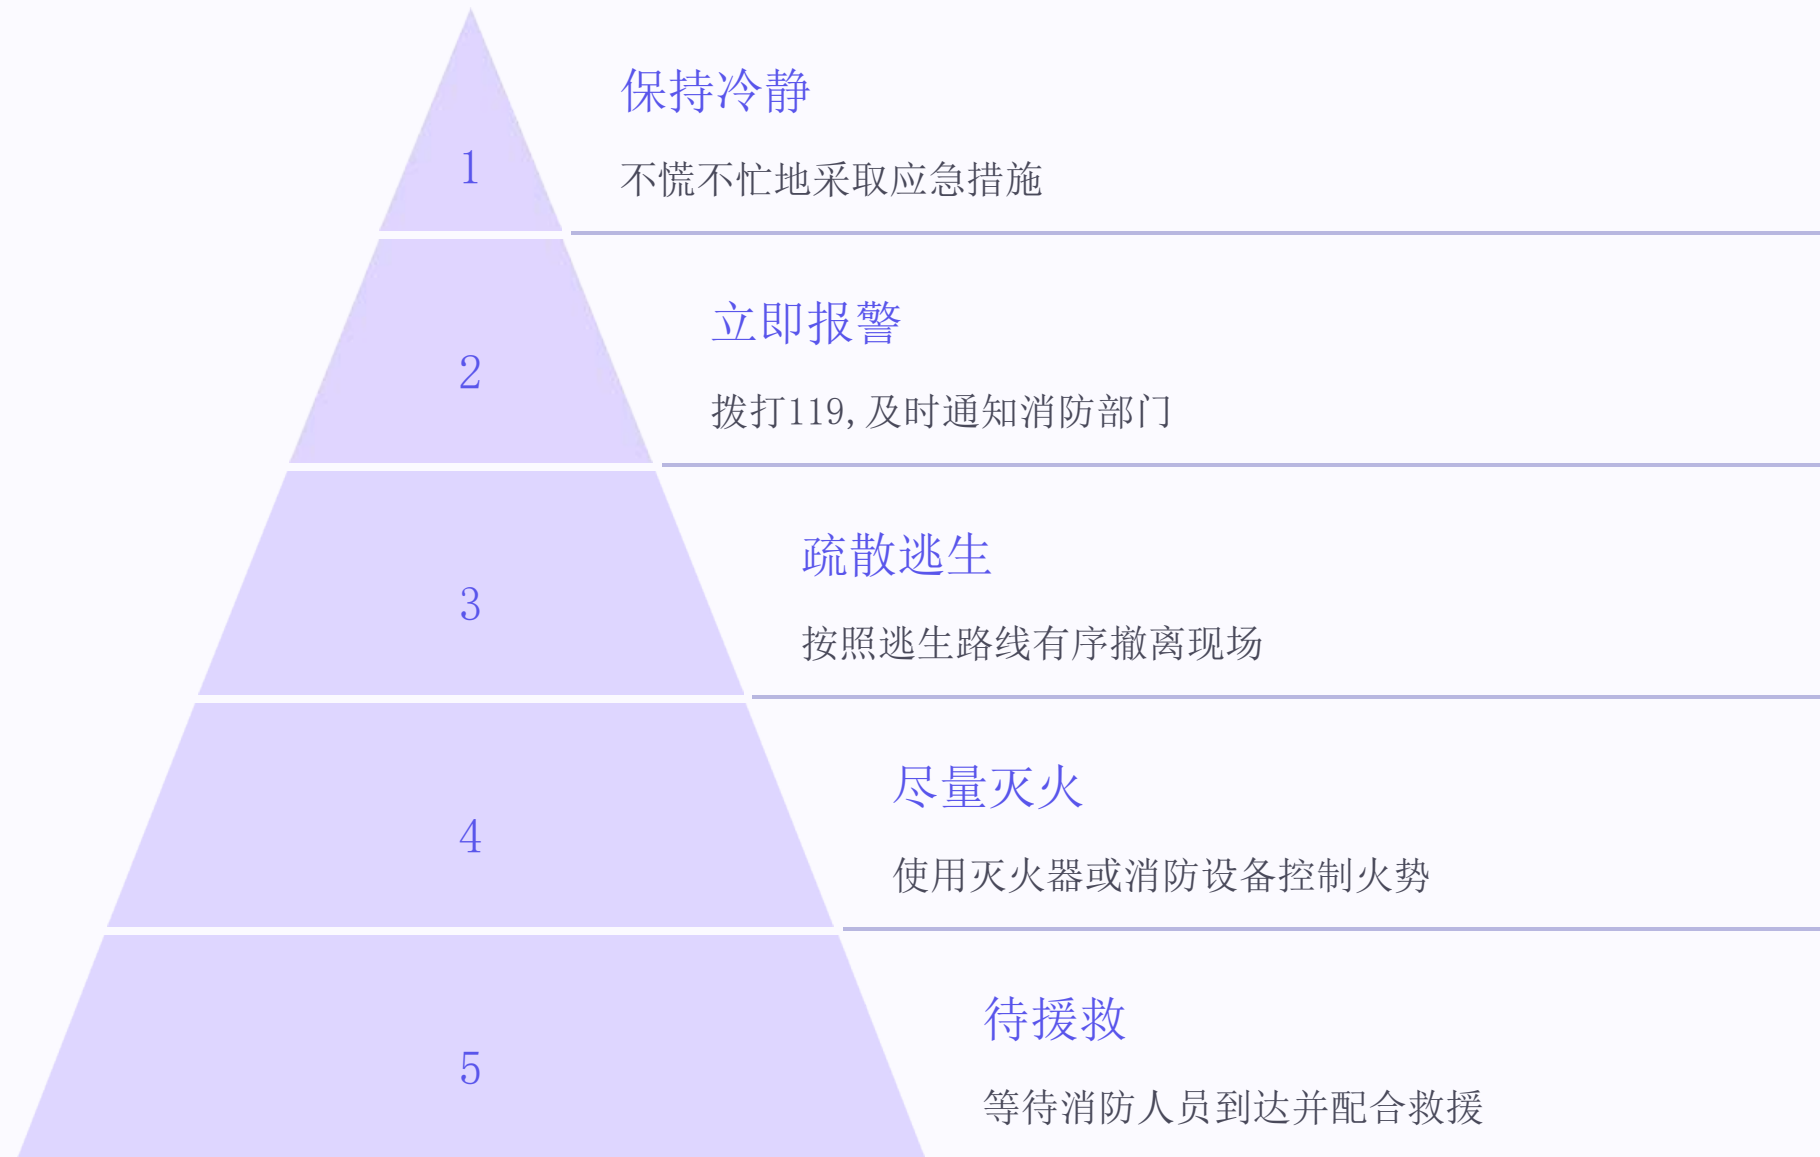 1
保持冷静
不慌不忙地采取应急措施
2
立即报警
拨打119,及时通知消防部门
3
疏散逃生
按照逃生路线有序撤离现场
4
尽量灭火
使用灭火器或消防设备控制火势
5
待援救
等待消防人员到达并配合救援